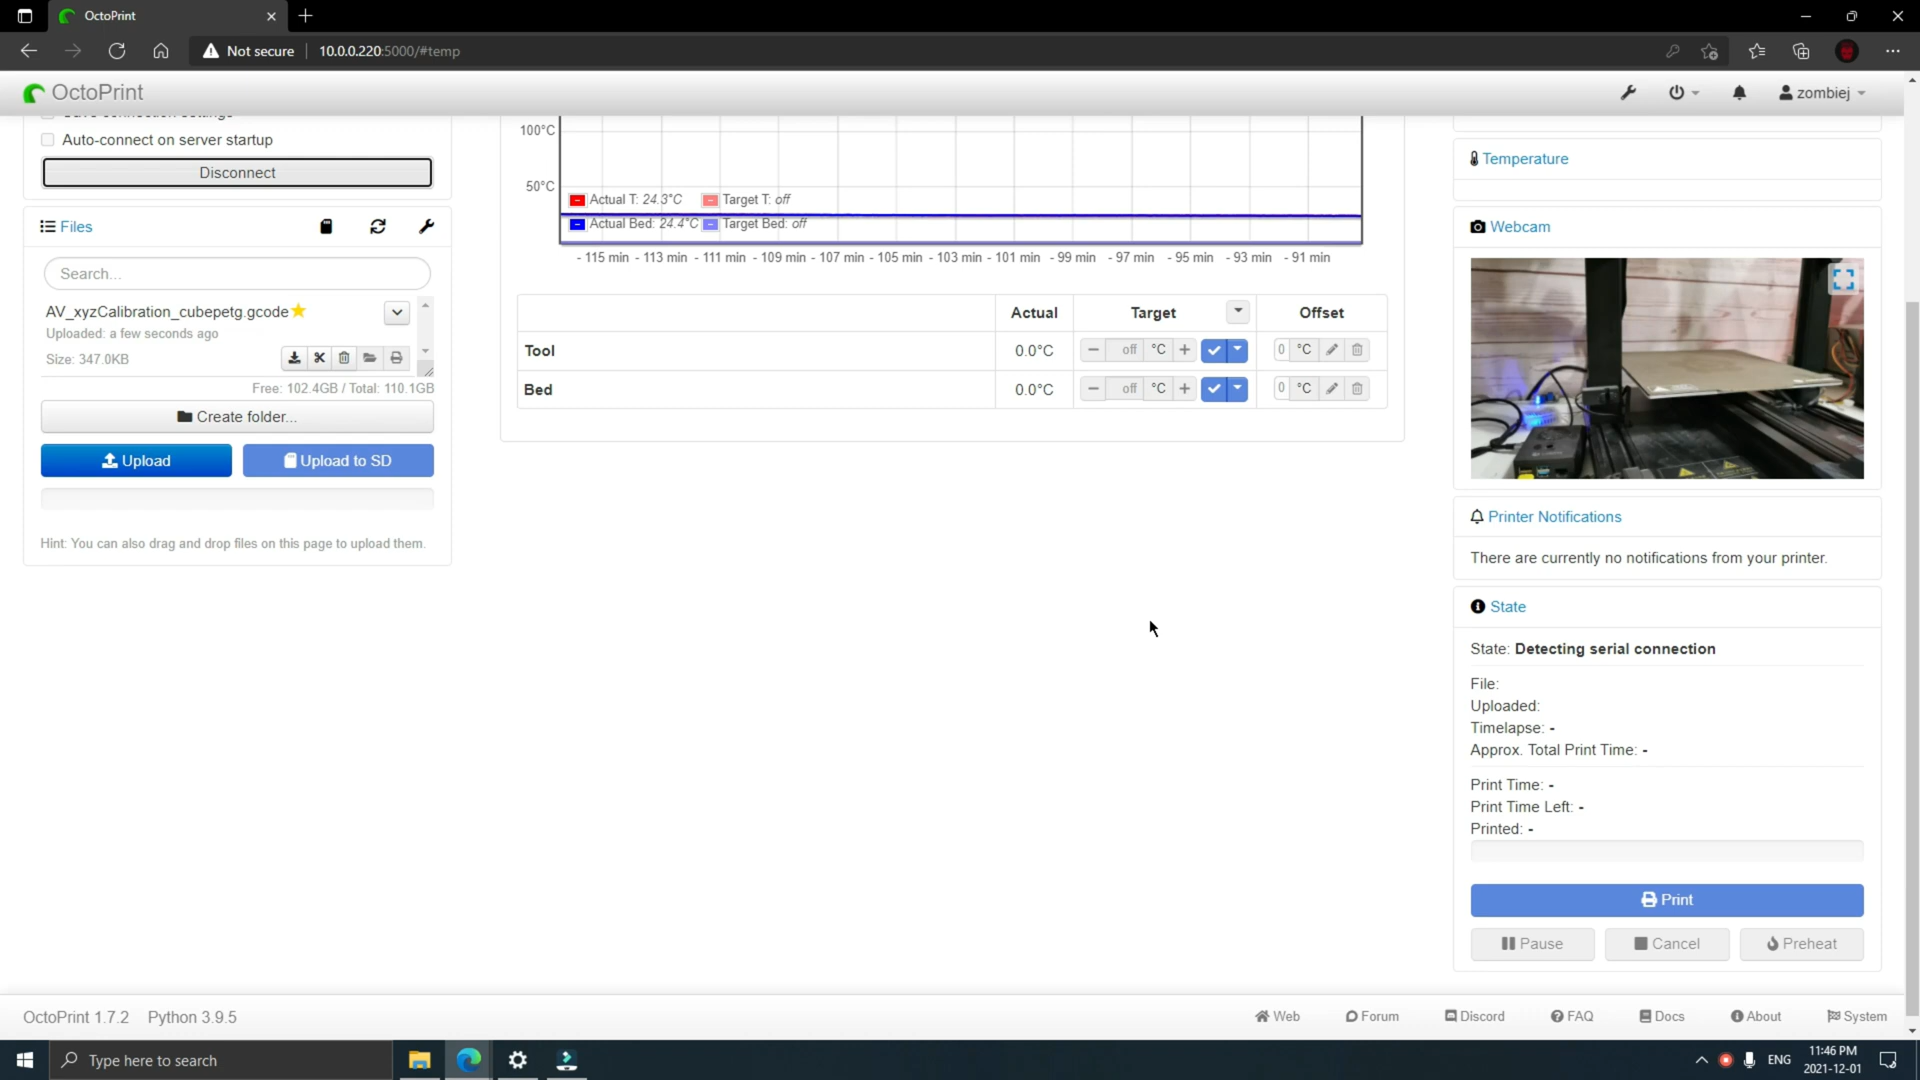 OctoPrint
Not secure
10.0.0.220:5000/#temp
OctoPrint
zombiej
Save connection settings
Auto-connect on server startup
Disconnect
Files
Search...
AV_xyzCalibration_cubepetg.gcode
Uploaded: a few seconds ago
Size: 347.0KB
Free: 102.4GB / Total: 110.1GB
Create folder...
Upload
Upload to SD
Hint: You can also drag and drop files on this page to upload them.
100°C
50°C
Actual T: 24.3°C
Target T: off
Actual Bed: 24.4°C
Target Bed: off
- 115 min - 113 min - 111 min - 109 min - 107 min - 105 min - 103 min - 101 min - 99 min - 97 min - 95 min - 93 min - 91 min
Actual Target Offset
Tool 0.0°C off °C 0 °C
Bed 0.0°C off °C 0 °C
Temperature
Webcam
Printer Notifications
There are currently no notifications from your printer.
State
State: Detecting serial connection
File:
Uploaded:
Timelapse: -
Approx. Total Print Time: -
Print Time: -
Print Time Left: -
Printed: -
Print
Pause
Cancel
Preheat
OctoPrint 1.7.2 Python 3.9.5
Web
Forum
Discord
FAQ
Docs
About
System
Type here to search
ENG
11:46 PM
2021-12-01